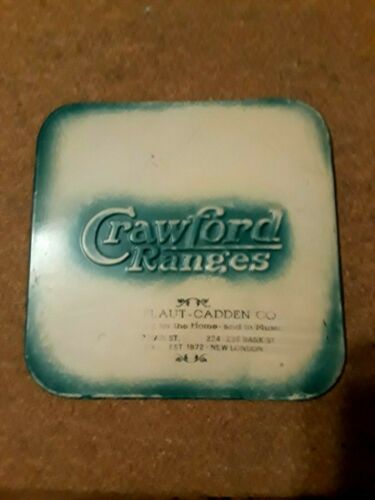 Crawford
Ranges
LAUT-CADDEN CO
for the Home-and in Music
ST. 224 BANK ST
EST 1872 - NEW LONDON